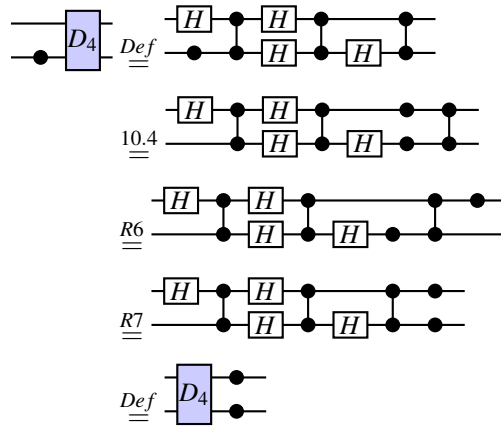 D4 Def = H H H H
10.4 = H H H H
R6 = H H H H
R7 = H H H H
Def = D4